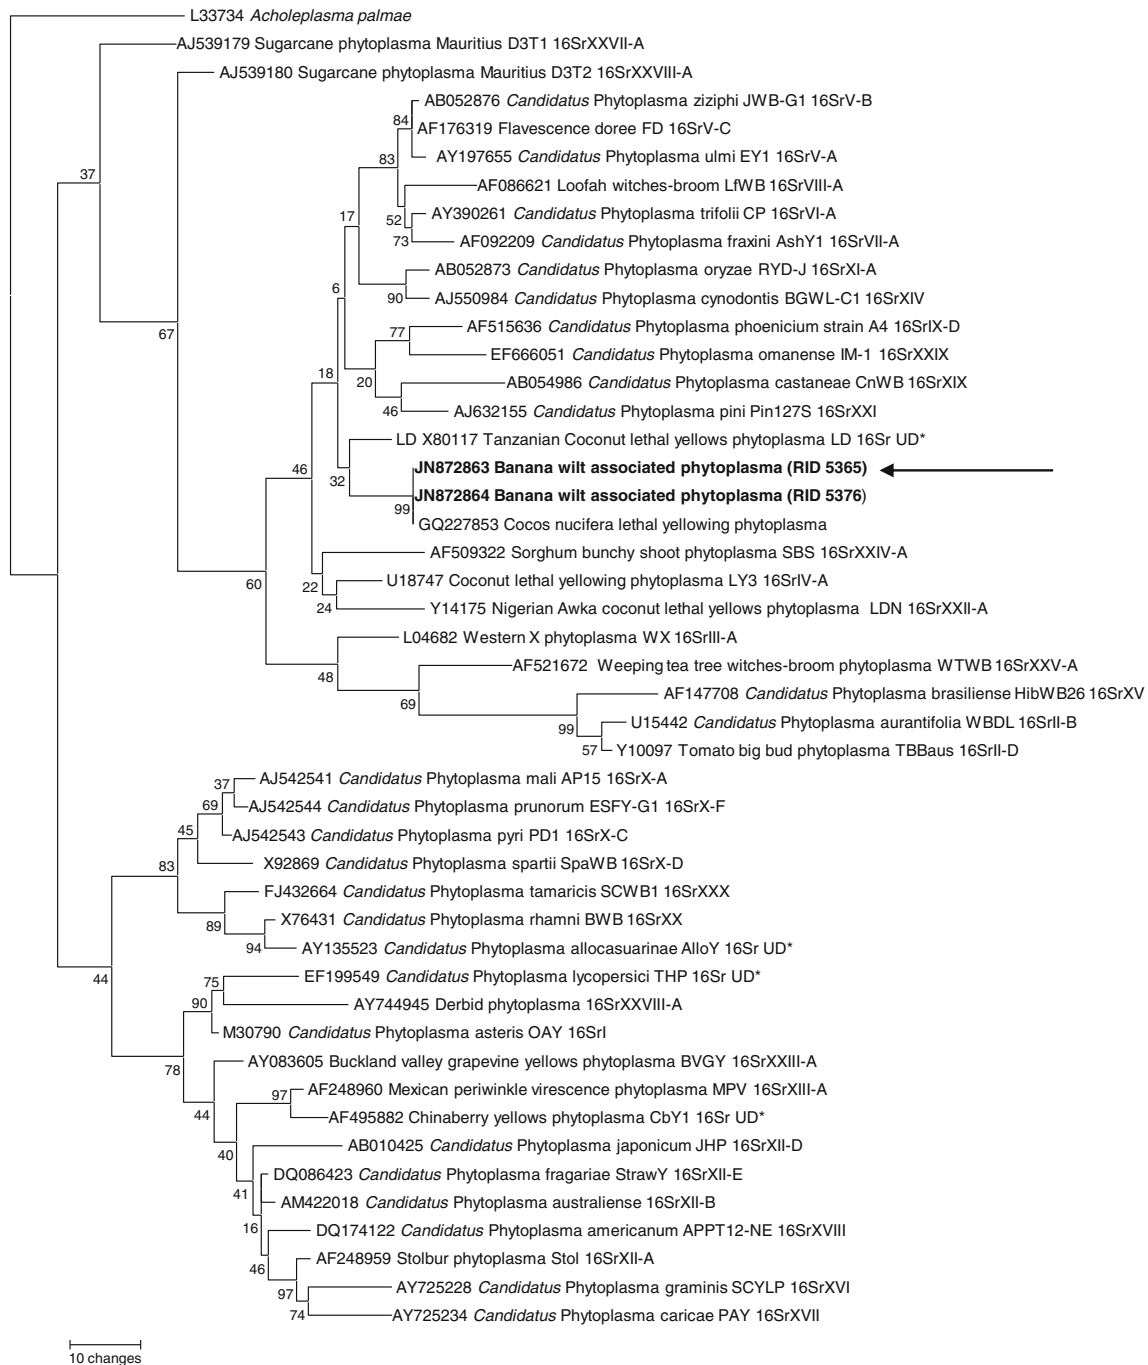 L33734 Acholeplasma palmae
AJ539179 Sugarcane phytoplasma Mauritius D3T1 16SrXXVII-A
AJ539180 Sugarcane phytoplasma Mauritius D3T2 16SrXXVIII-A
AB052876 Candidatus Phytoplasma ziziphi JWB-G1 16SrV-B
84
AF176319 Flavescence doree FD 16SrV-C
AY197655 Candidatus Phytoplasma ulmi EY1 16SrV-A
83
37
AF086621 Loofah witches-broom LfWB 16SrVIII-A
AY390261 Candidatus Phytoplasma trifolii CP 16SrVI-A
17
52
73
AF092209 Candidatus Phytoplasma fraxini AshY1 16SrVII-A
AB052873 Candidatus Phytoplasma oryzae RYD-J 16SrXI-A
6
90
AJ550984 Candidatus Phytoplasma cynodontis BGWL-C1 16SrXIV
67
77
AF515636 Candidatus Phytoplasma phoenicium strain A4 16SrIX-D
EF666051 Candidatus Phytoplasma omanense IM-1 16SrXXIX
18
20
AB054986 Candidatus Phytoplasma castaneae CnWB 16SrXIX
46
AJ632155 Candidatus Phytoplasma pini Pin127S 16SrXXI
LD X80117 Tanzanian Coconut lethal yellows phytoplasma LD 16Sr UD*
46
JN872863 Banana wilt associated phytoplasma (RID 5365)
32
JN872864 Banana wilt associated phytoplasma (RID 5376)
99
GQ227853 Cocos nucifera lethal yellowing phytoplasma
AF509322 Sorghum bunchy shoot phytoplasma SBS 16SrXXIV-A
60
22
U18747 Coconut lethal yellowing phytoplasma LY3 16SrIV-A
24
Y14175 Nigerian Awka coconut lethal yellows phytoplasma LDN 16SrXXII-A
L04682 Western X phytoplasma WX 16SrIII-A
48
AF521672 Weeping tea tree witches-broom phytoplasma WTWB 16SrXXV-A
69
AF147708 Candidatus Phytoplasma brasiliense HibWB26 16SrXV
99
U15442 Candidatus Phytoplasma aurantifolia WBDL 16SrII-B
57
Y10097 Tomato big bud phytoplasma TBBaus 16SrII-D
37
AJ542541 Candidatus Phytoplasma mali AP15 16SrX-A
69
AJ542544 Candidatus Phytoplasma prunorum ESFY-G1 16SrX-F
45
AJ542543 Candidatus Phytoplasma pyri PD1 16SrX-C
83
X92869 Candidatus Phytoplasma spartii SpaWB 16SrX-D
FJ432664 Candidatus Phytoplasma tamaricis SCWB1 16SrXXX
89
X76431 Candidatus Phytoplasma rhamni BWB 16SrXX
94
AY135523 Candidatus Phytoplasma allocasuarinae AlloY 16Sr UD*
44
75
EF199549 Candidatus Phytoplasma lycopersici THP 16Sr UD*
90
AY744945 Derbid phytoplasma 16SrXXVIII-A
M30790 Candidatus Phytoplasma asteris OAY 16SrI
78
AY083605 Buckland valley grapevine yellows phytoplasma BVGY 16SrXXIII-A
97
AF248960 Mexican periwinkle virescence phytoplasma MPV 16SrXIII-A
44
AF495882 Chinaberry yellows phytoplasma CbY1 16Sr UD*
40
AB010425 Candidatus Phytoplasma japonicum JHP 16SrXII-D
DQ086423 Candidatus Phytoplasma fragariae StrawY 16SrXII-E
41
AM422018 Candidatus Phytoplasma australiense 16SrXII-B
16
DQ174122 Candidatus Phytoplasma americanum APPT12-NE 16SrXVIII
46
AF248959 Stolbur phytoplasma Stol 16SrXII-A
97
AY725228 Candidatus Phytoplasma graminis SCYLP 16SrXVI
74
AY725234 Candidatus Phytoplasma caricae PAY 16SrXVII
10 changes